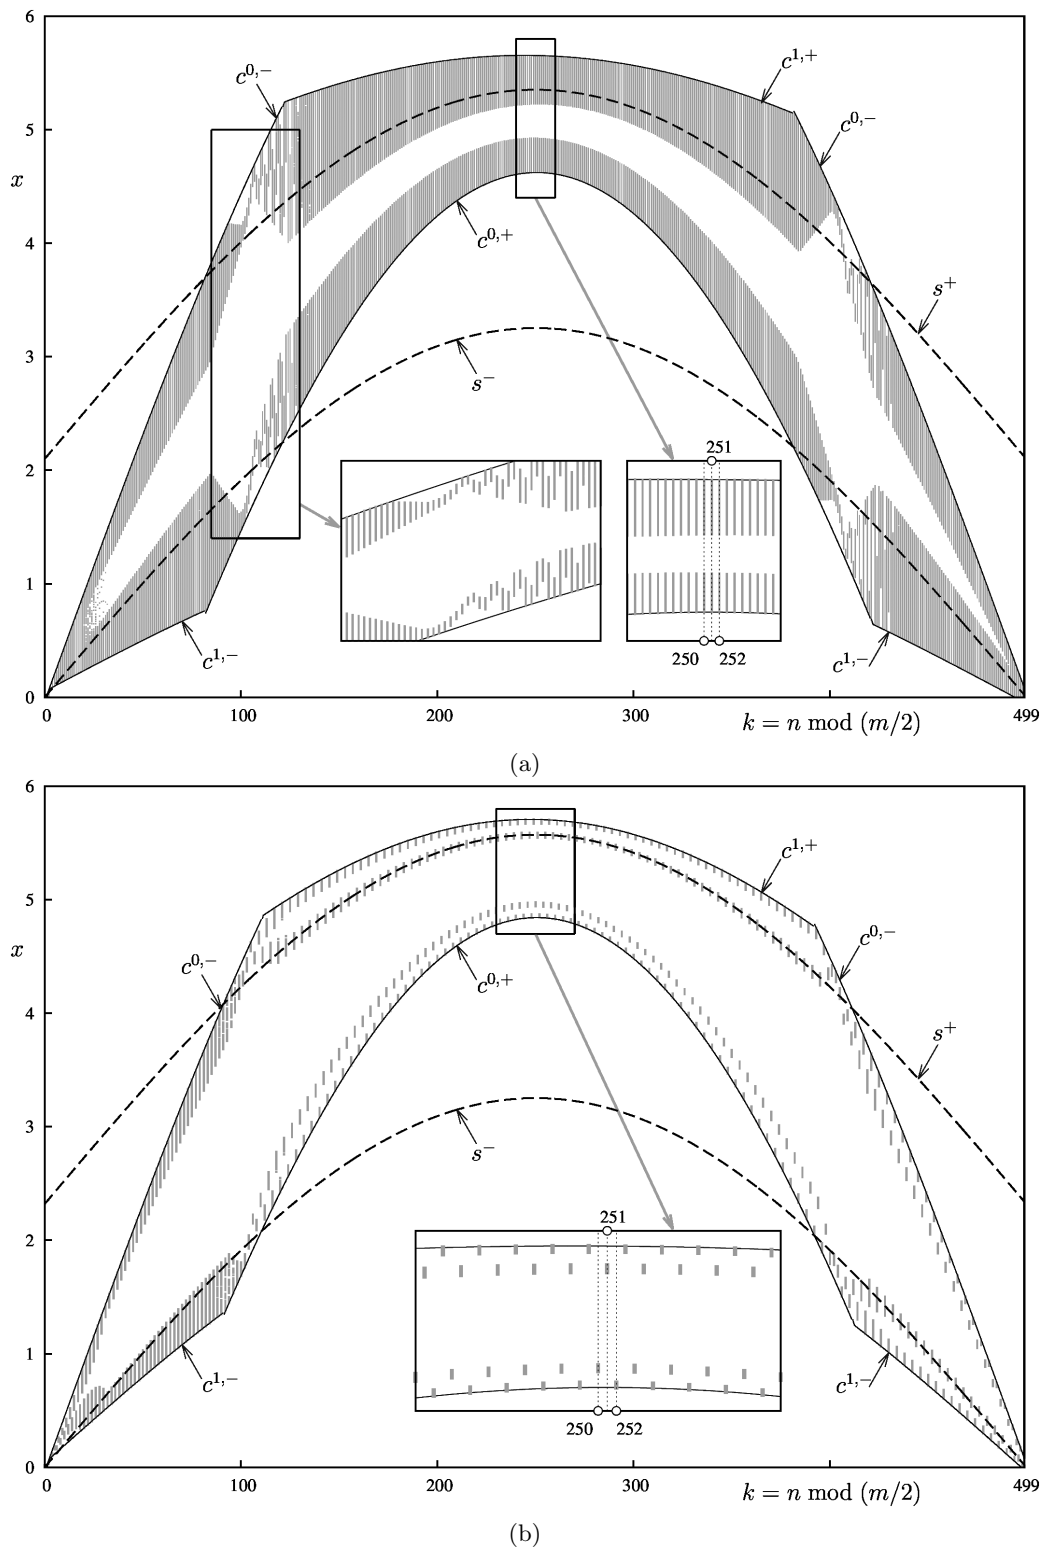 6
c^{0,−}
c^{1,+}
5
c^{0,−}
x
4
c^{0,+}
s^+
3
s^−
2
251
1
250 252
c^{1,−}
c^{1,−}
0
0 100 200 300 499
k = n mod (m/2)
(a)
6
c^{1,+}
5
c^{0,−}
x
c^{0,−}
c^{0,+}
4
s^+
3
s^−
2
251
1
c^{1,−}
c^{1,−}
250 252
0
0 100 200 300 499
k = n mod (m/2)
(b)